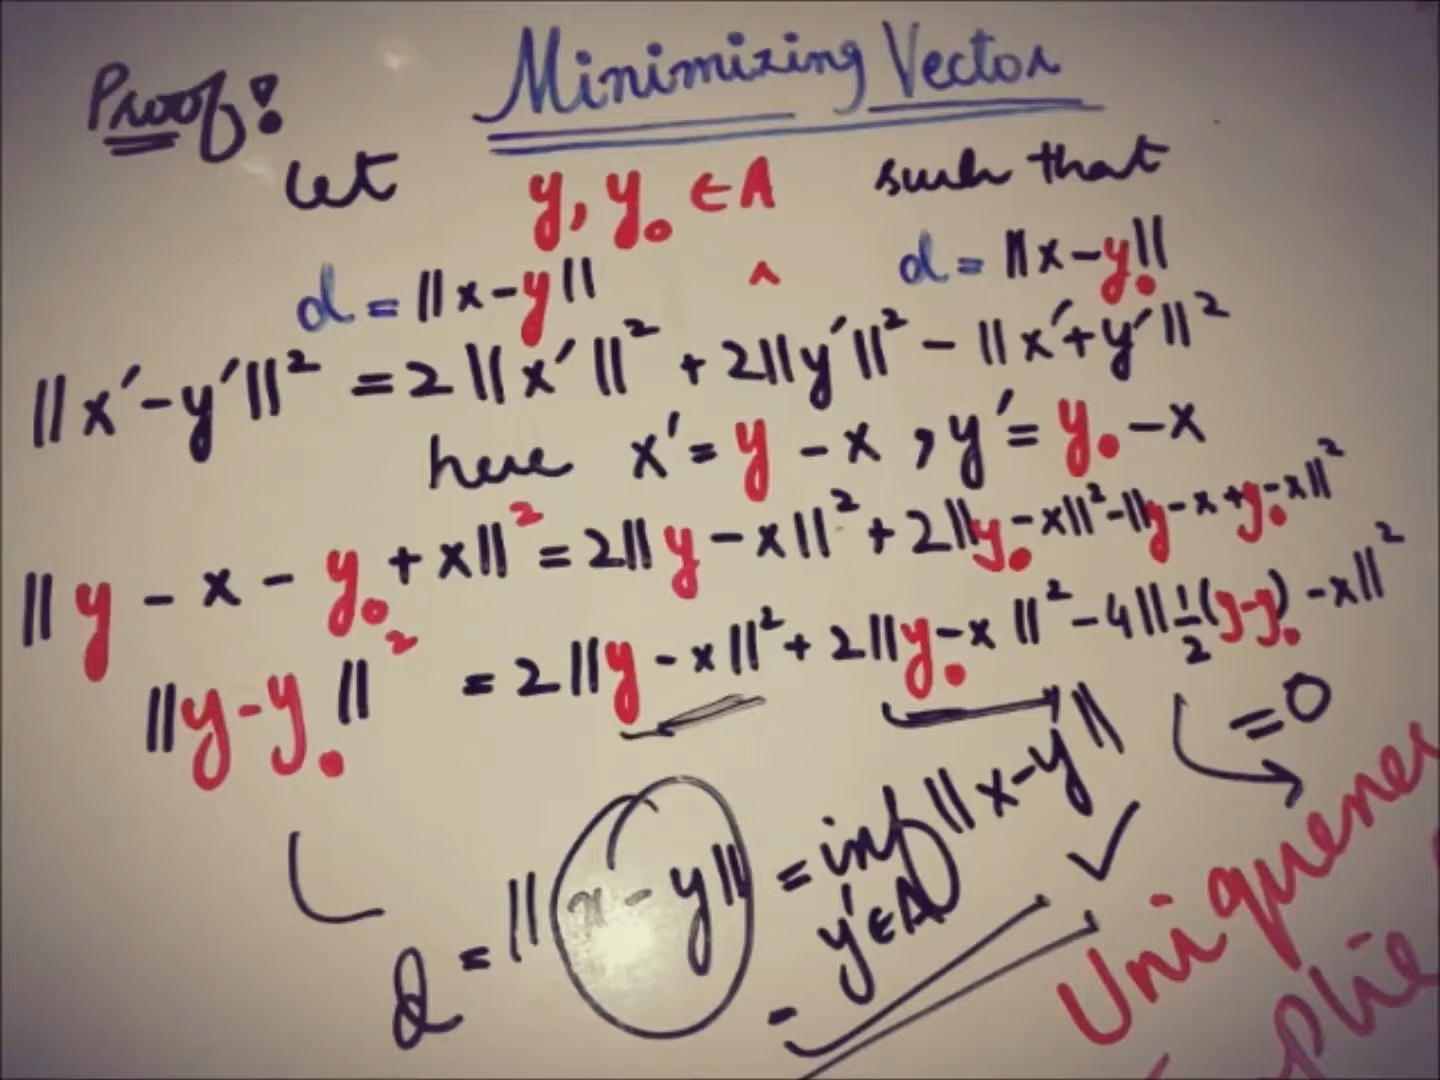 Minimizing Vector
Proof:
Let y, y₀ ∈ A such that
d = ||x-y|| ^ d = ||x-y₀||
||x′-y′||² = 2||x′||² + 2||y′||² - ||x′+y′||²
here x′ = y - x , y′ = y₀ - x
||y - x - y₀ + x||² = 2||y - x||² + 2||y₀ - x||² - ||y - x + y₀ - x||²
||y - y₀||² = 2||y - x||² + 2||y₀ - x||² - 4||½(y-y₀) - x||²
= 0
d = ||x - y|| = inf ||x - y′||
y′ ∈ A
Uniquenes